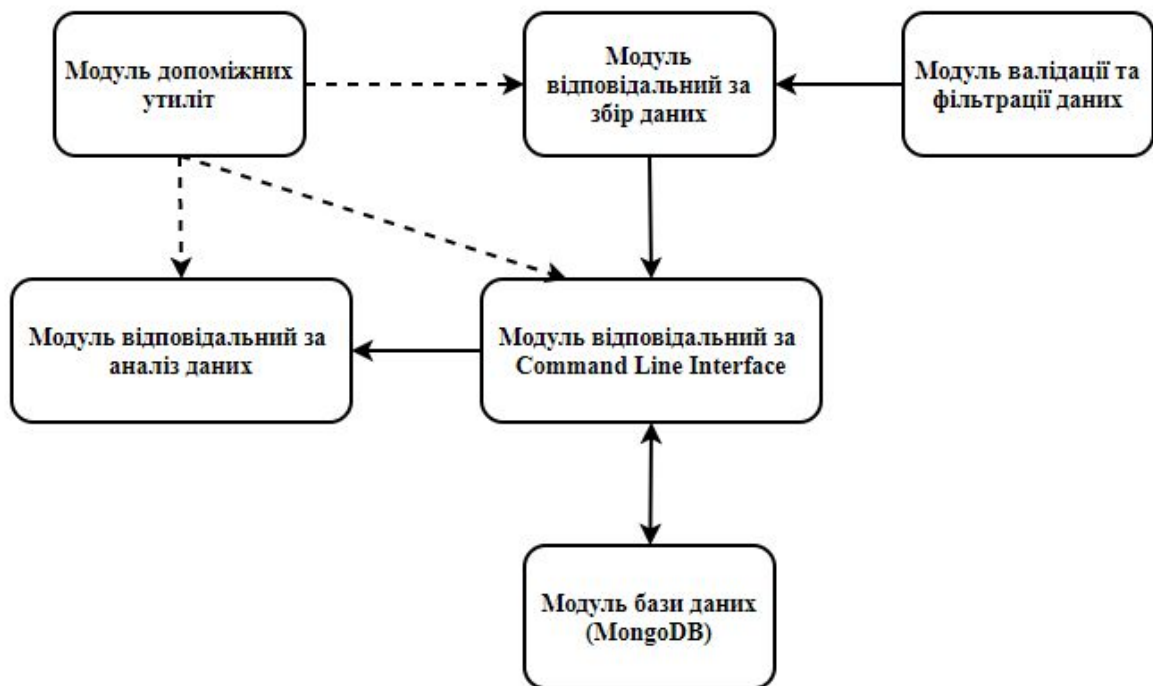 Модуль допоміжних
утиліт
Модуль
відповідальний за
збір даних
Модуль валідації та
фільтрації даних
Модуль відповідальний за
аналіз даних
Модуль відповідальний за
Command Line Interface
Модуль бази даних
(MongoDB)